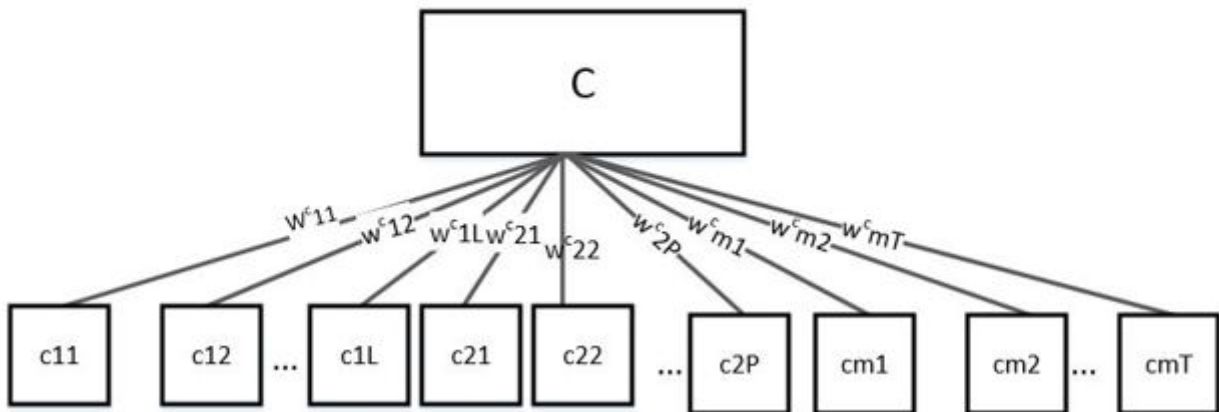 C
wᶜ11
wᶜ12
wᶜ1L
wᶜ21
wᶜ22
wᶜ2P
wᶜm1
wᶜm2
wᶜmT
c11
c12
...
c1L
c21
c22
...
c2P
cm1
cm2
...
cmT